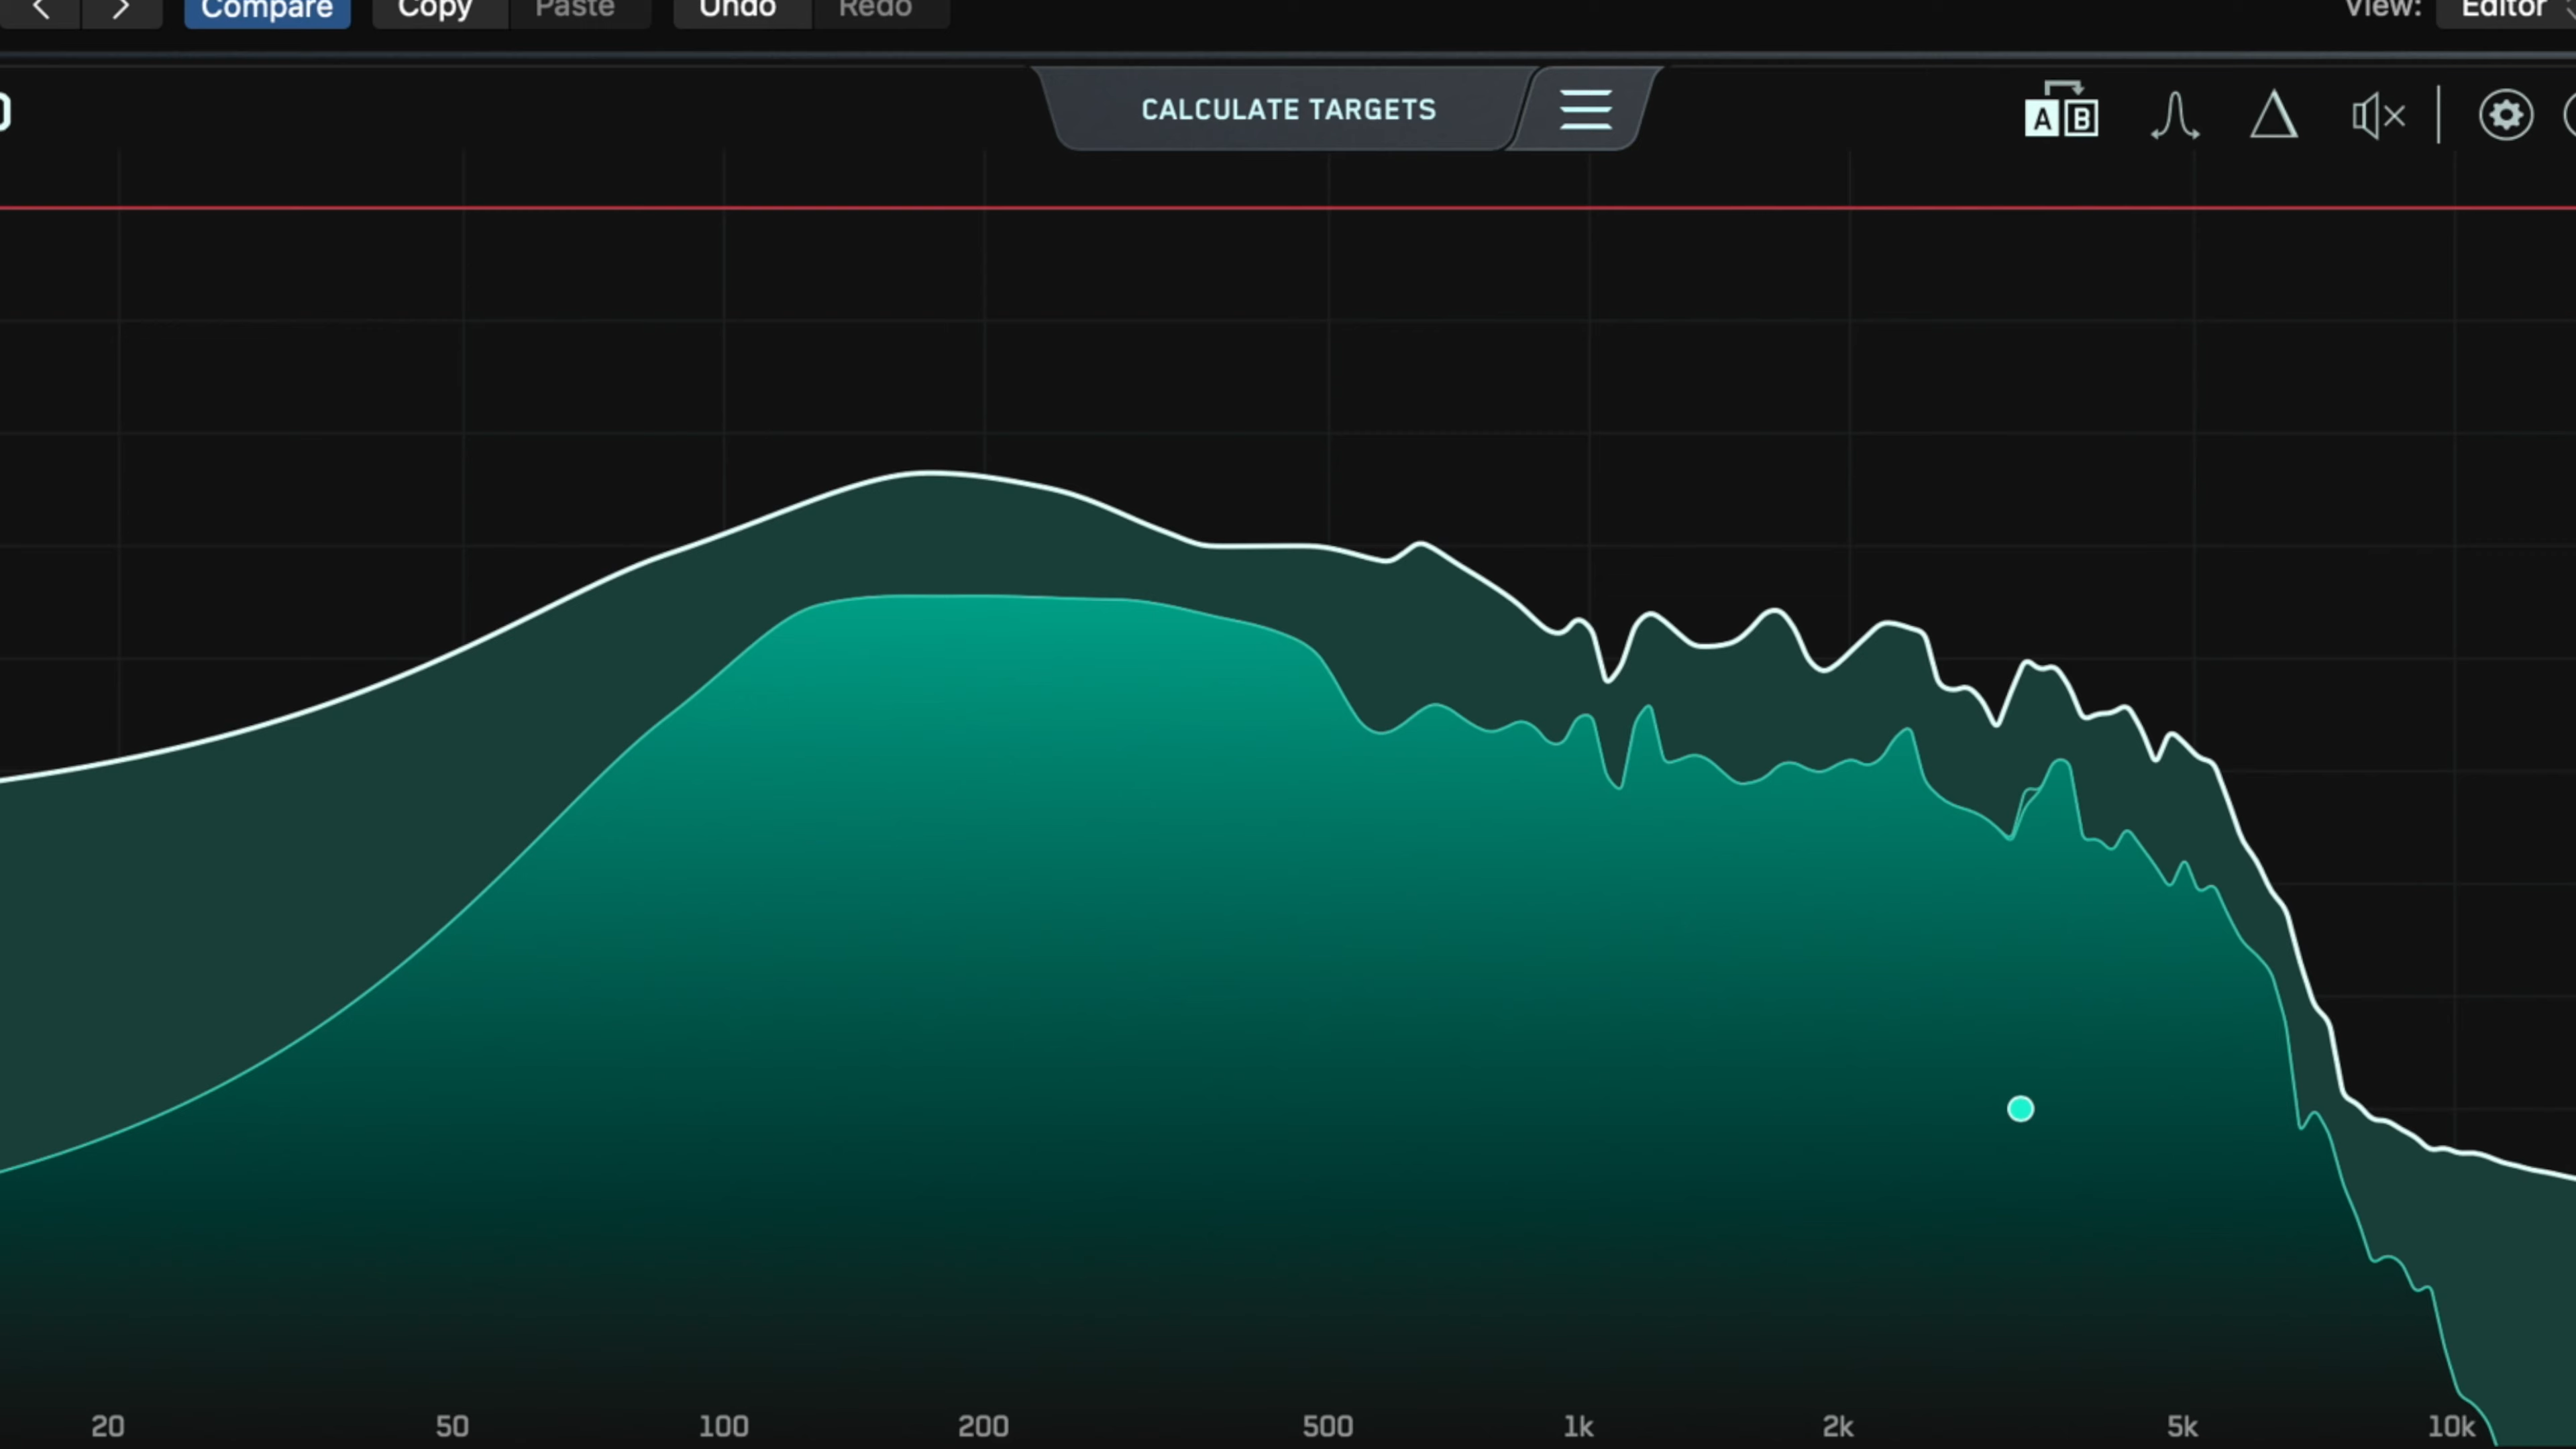 Compare Copy Paste Undo Redo View: Editor
CALCULATE TARGETS
A B
20 50 100 200 500 1k 2k 5k 10k